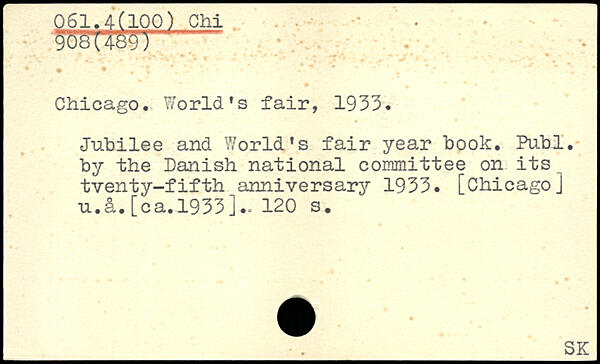 061.4(100) Chi
908(489)
Chicago. World's fair, 1933.
Jubilee and World's fair year book. Publ.
by the Danish national committee on its
tventy-fifth anniversary 1933. [Chicago]
u.å.[ca.1933]. 120 s.
SK